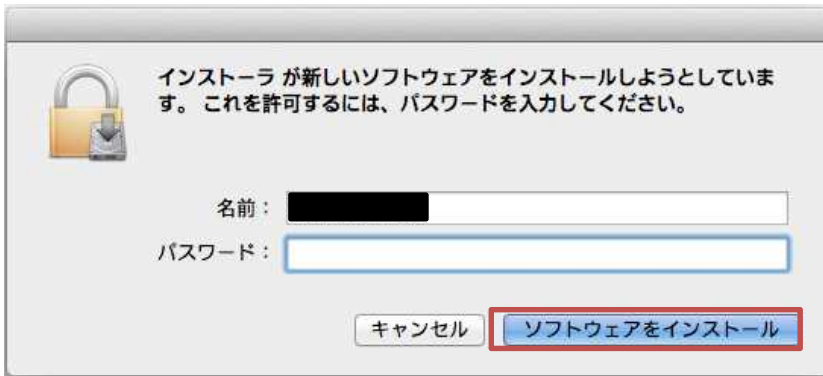 インストーラ が新しいソフトウェアをインストールしようとしていま
す。 これを許可するには、パスワードを入力してください。
名前：
パスワード：
キャンセル
ソフトウェアをインストール